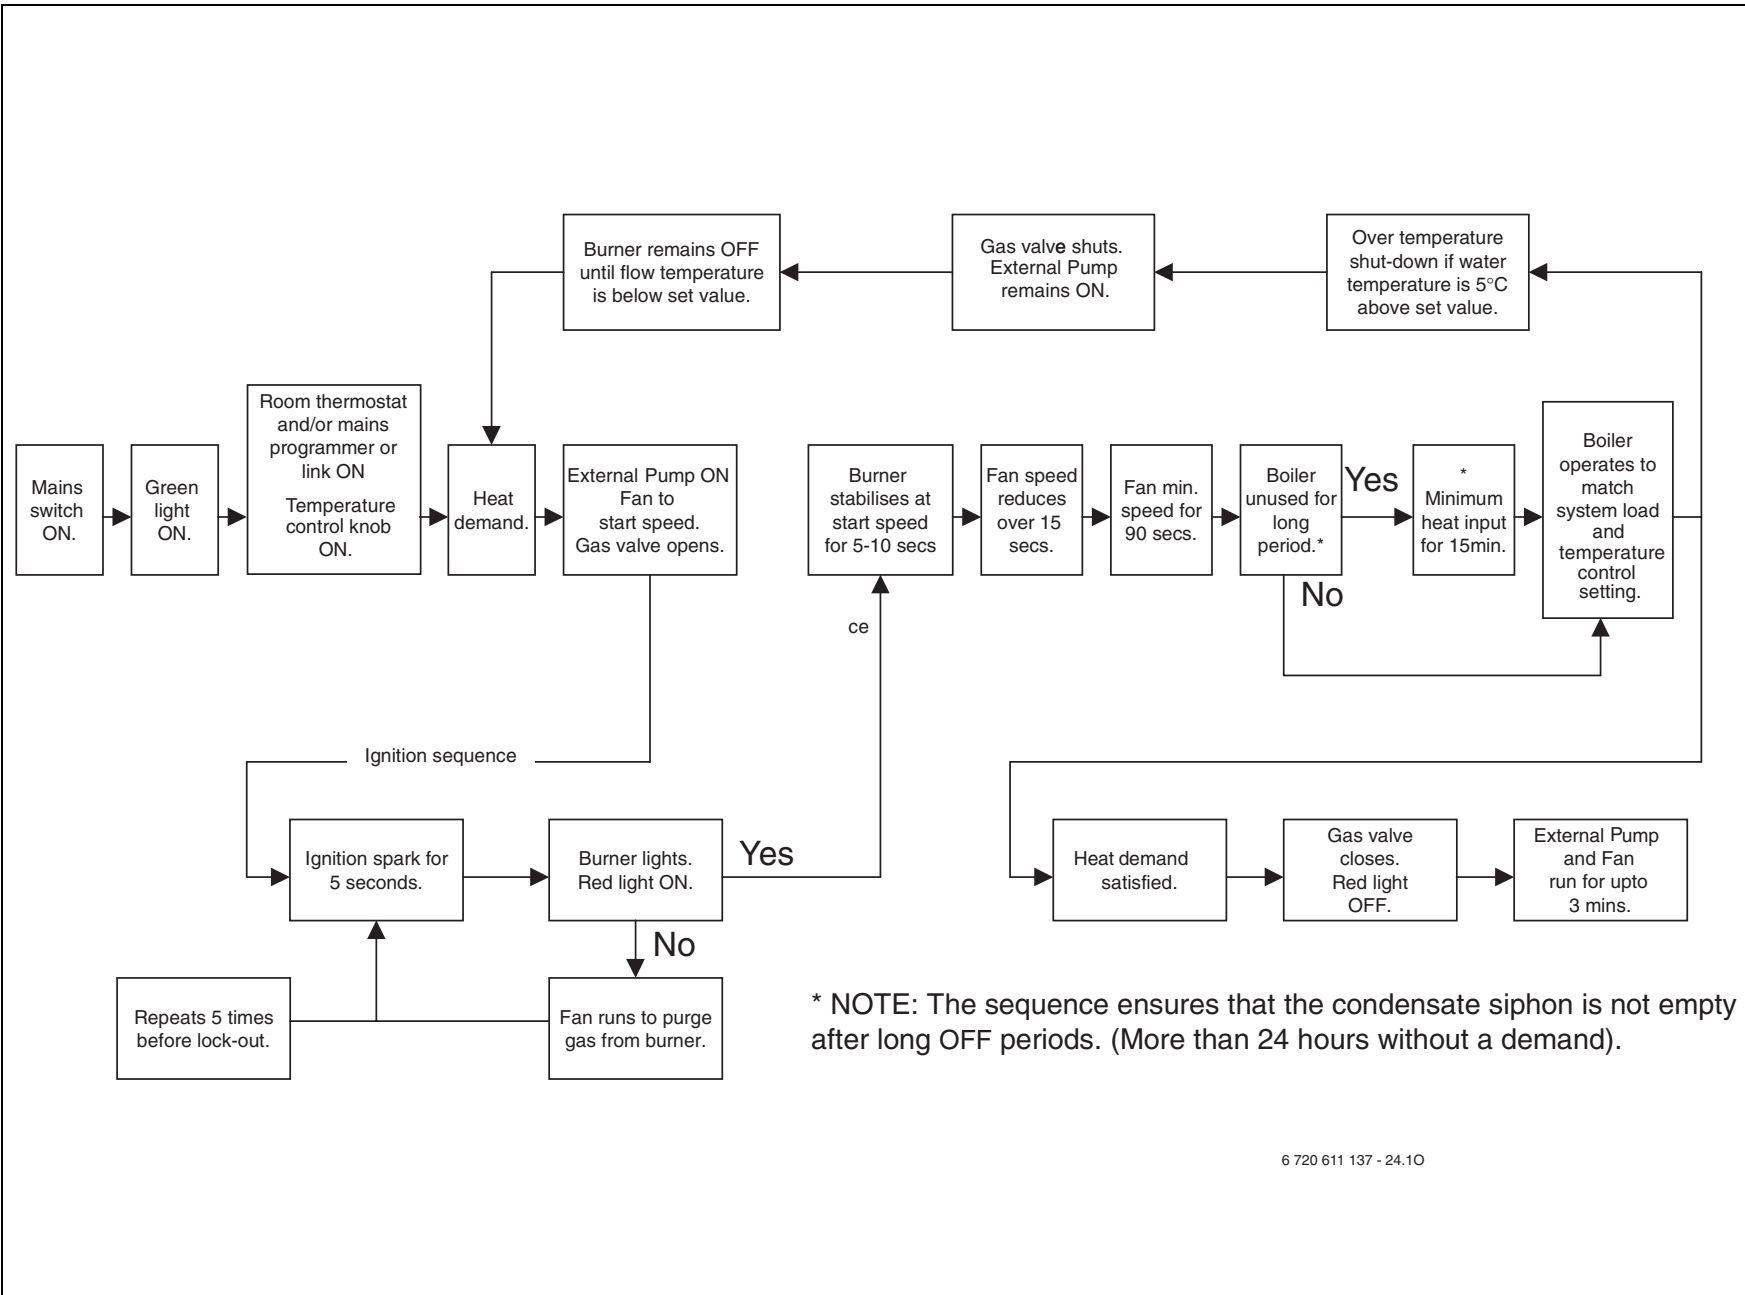 Burner remains OFF
until flow temperature
is below set value.
Gas valve shuts.
External Pump
remains ON.
Over temperature
shut-down if water
temperature is 5°C
above set value.
Mains
switch
ON.
Green
light
ON.
Room thermostat
and/or mains
programmer or
link ON
Temperature
control knob
ON.
Heat
demand.
External Pump ON
Fan to
start speed.
Gas valve opens.
Burner
stabilises at
start speed
for 5-10 secs
Fan speed
reduces
over 15
secs.
Fan min.
speed for
90 secs.
Boiler
unused for
long
period.*
Yes
No
*
Minimum
heat input
for 15min.
Boiler
operates to
match
system load
and
temperature
control
setting.
ce
Ignition sequence
Ignition spark for
5 seconds.
Burner lights.
Red light ON.
Yes
No
Repeats 5 times
before lock-out.
Fan runs to purge
gas from burner.
Heat demand
satisfied.
Gas valve
closes.
Red light
OFF.
External Pump
and Fan
run for upto
3 mins.
* NOTE: The sequence ensures that the condensate siphon is not empty
after long OFF periods. (More than 24 hours without a demand).
6 720 611 137 - 24.1O